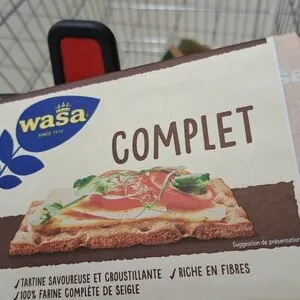 wasa
SINCE 1919
COMPLET
Suggestion de présentation
✓ TARTINE SAVOUREUSE ET CROUSTILLANTE ✓ RICHE EN FIBRES
✓ 100% FARINE COMPLÈTE DE SEIGLE